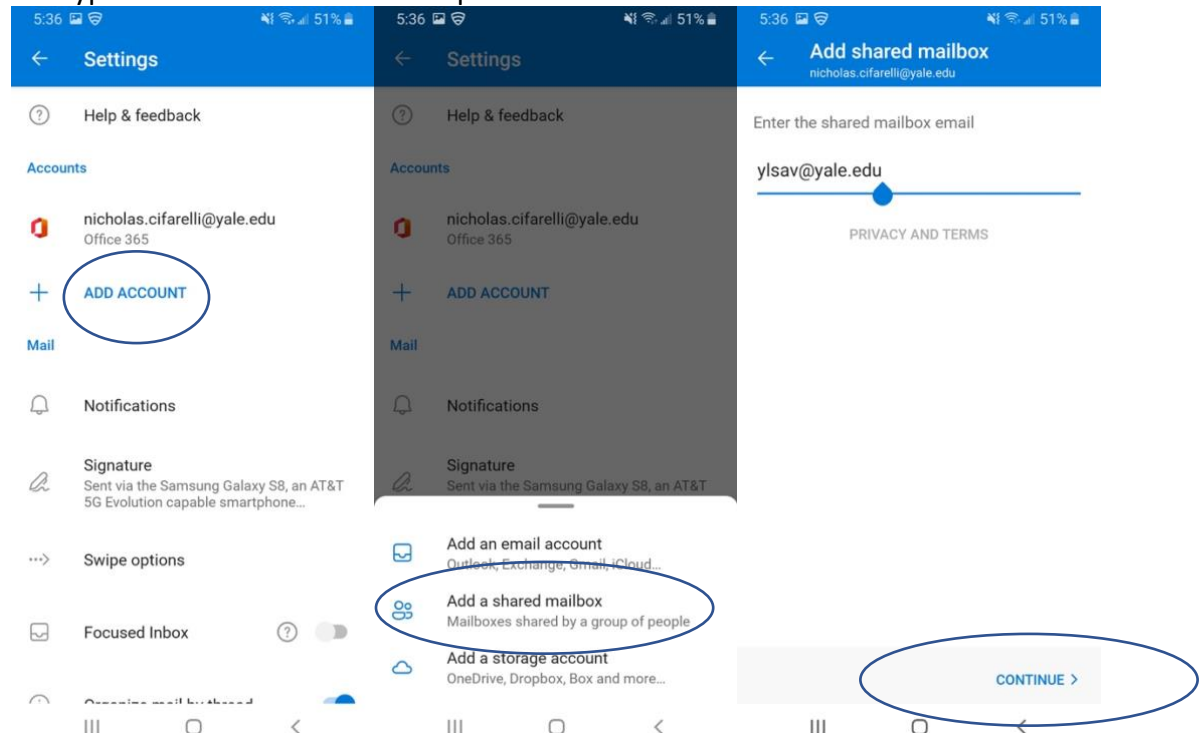 5:36
51%
Settings
Help & feedback
Accounts
nicholas.cifarelli@yale.edu
Office 365
ADD ACCOUNT
Mail
Notifications
Signature
Sent via the Samsung Galaxy S8, an AT&T
5G Evolution capable smartphone...
Swipe options
Focused Inbox
Organize mail by thread
5:36
51%
Settings
Help & feedback
Accounts
nicholas.cifarelli@yale.edu
Office 365
ADD ACCOUNT
Mail
Notifications
Signature
Sent via the Samsung Galaxy S8, an AT&T
Add an email account
Outlook, Exchange, Gmail, iCloud...
Add a shared mailbox
Mailboxes shared by a group of people
Add a storage account
OneDrive, Dropbox, Box and more...
5:36
51%
Add shared mailbox
nicholas.cifarelli@yale.edu
Enter the shared mailbox email
ylsav@yale.edu
PRIVACY AND TERMS
CONTINUE >